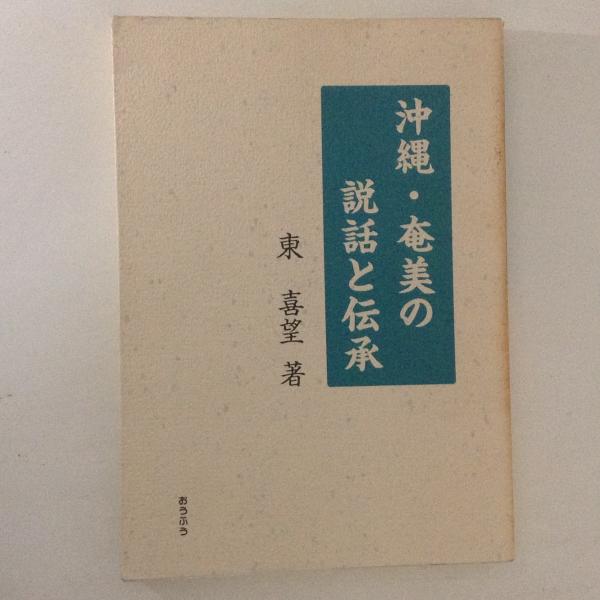 沖縄・奄美の
説話と伝承
東 喜望 著
おうふう